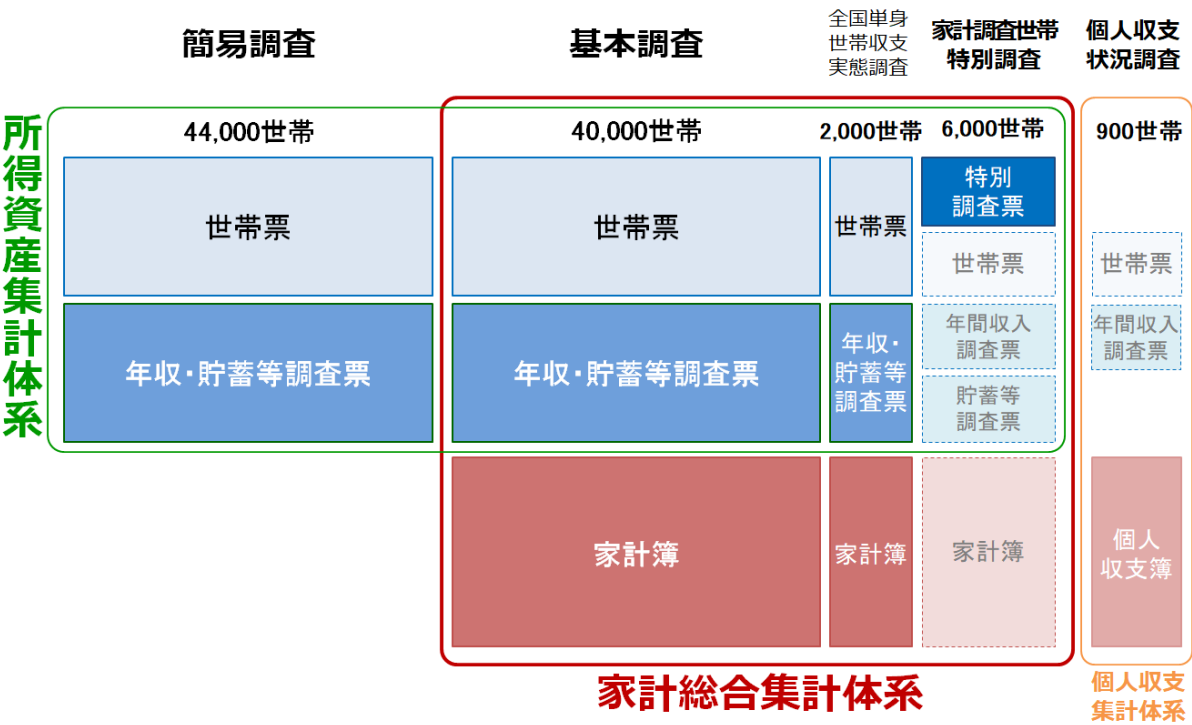 簡易調査
基本調査
全国単身
世帯収支
実態調査
家計調査世帯
特別調査
個人収支
状況調査
所得資産集計体系
44,000世帯
40,000世帯
2,000世帯
6,000世帯
900世帯
世帯票
世帯票
世帯票
特別
調査票
世帯票
世帯票
年収・貯蓄等調査票
年収・貯蓄等調査票
年収・
貯蓄等
調査票
年間収入
調査票
貯蓄等
調査票
年間収入
調査票
家計簿
家計簿
家計簿
個人
収支簿
家計総合集計体系
個人収支
集計体系